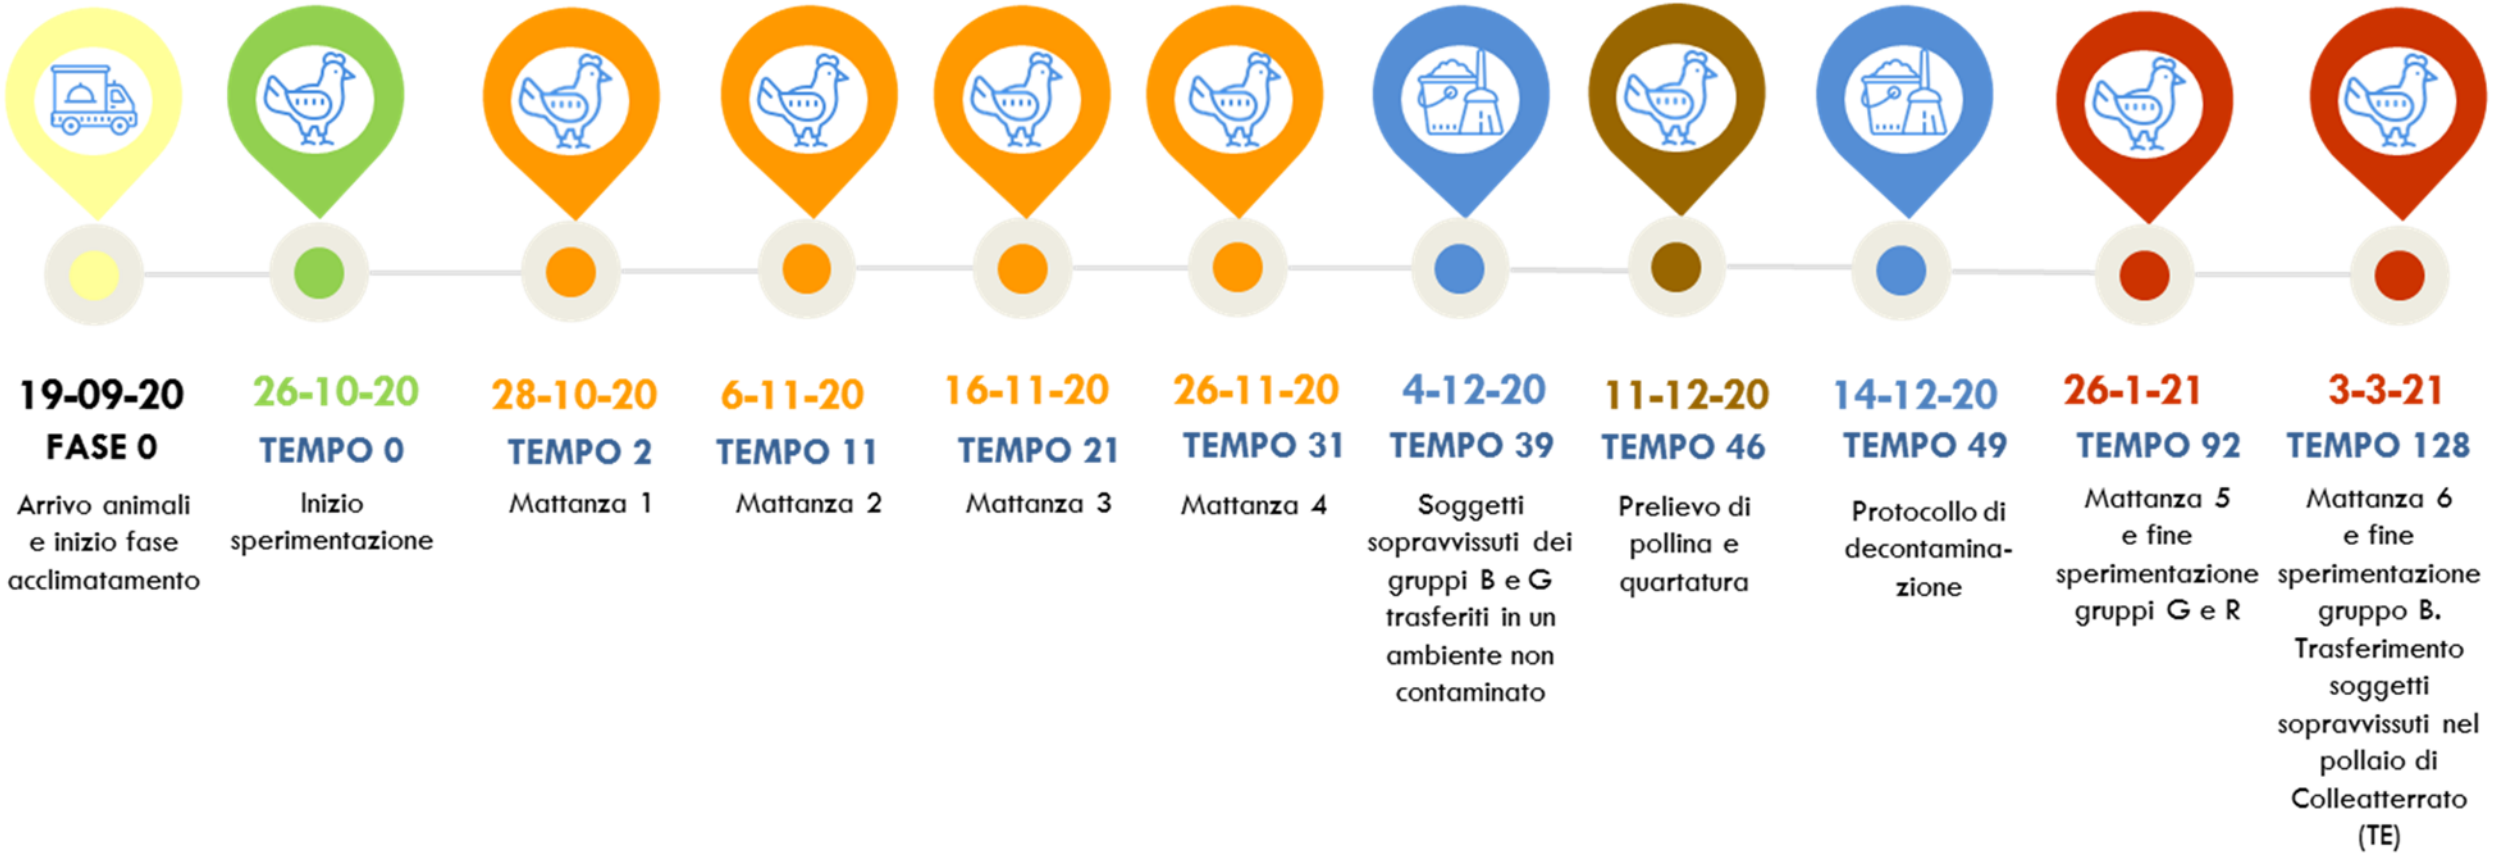 19-09-20
FASE 0
Arrivo animali
e inizio fase
acclimatamento
26-10-20
TEMPO 0
Inizio
sperimentazione
28-10-20
TEMPO 2
Mattanza 1
6-11-20
TEMPO 11
Mattanza 2
16-11-20
TEMPO 21
Mattanza 3
26-11-20
TEMPO 31
Mattanza 4
4-12-20
TEMPO 39
Soggetti
sopravvissuti dei
gruppi B e G
trasferiti in un
ambiente non
contaminato
11-12-20
TEMPO 46
Prelievo di
pollina e
quartatura
14-12-20
TEMPO 49
Protocollo di
decontamina-
zione
26-1-21
TEMPO 92
Mattanza 5
e fine
sperimentazione
gruppi G e R
3-3-21
TEMPO 128
Mattanza 6
e fine
sperimentazione
gruppo B.
Trasferimento
soggetti
sopravvissuti nel
pollaio di
Colleatterrato
(TE)